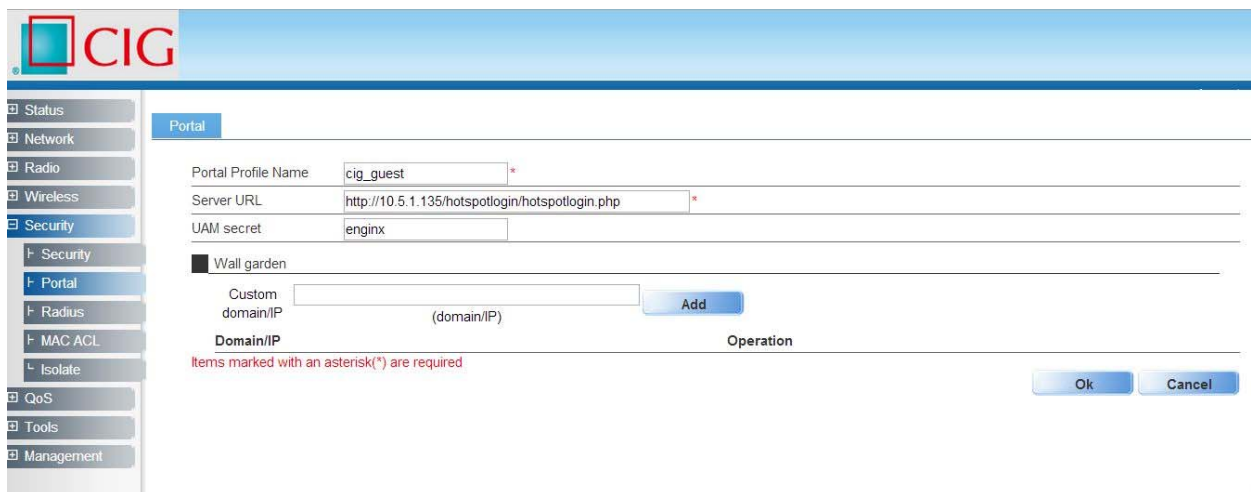 CIG
®
Status
Network
Radio
Wireless
Security
Security
Portal
Radius
MAC ACL
Isolate
QoS
Tools
Management
Portal
Portal Profile Name cig_guest *
Server URL http://10.5.1.135/hotspotlogin/hotspotlogin.php *
UAM secret enginx
Wall garden
Custom domain/IP Add
(domain/IP)
Domain/IP Operation
Items marked with an asterisk(*) are required
Ok Cancel